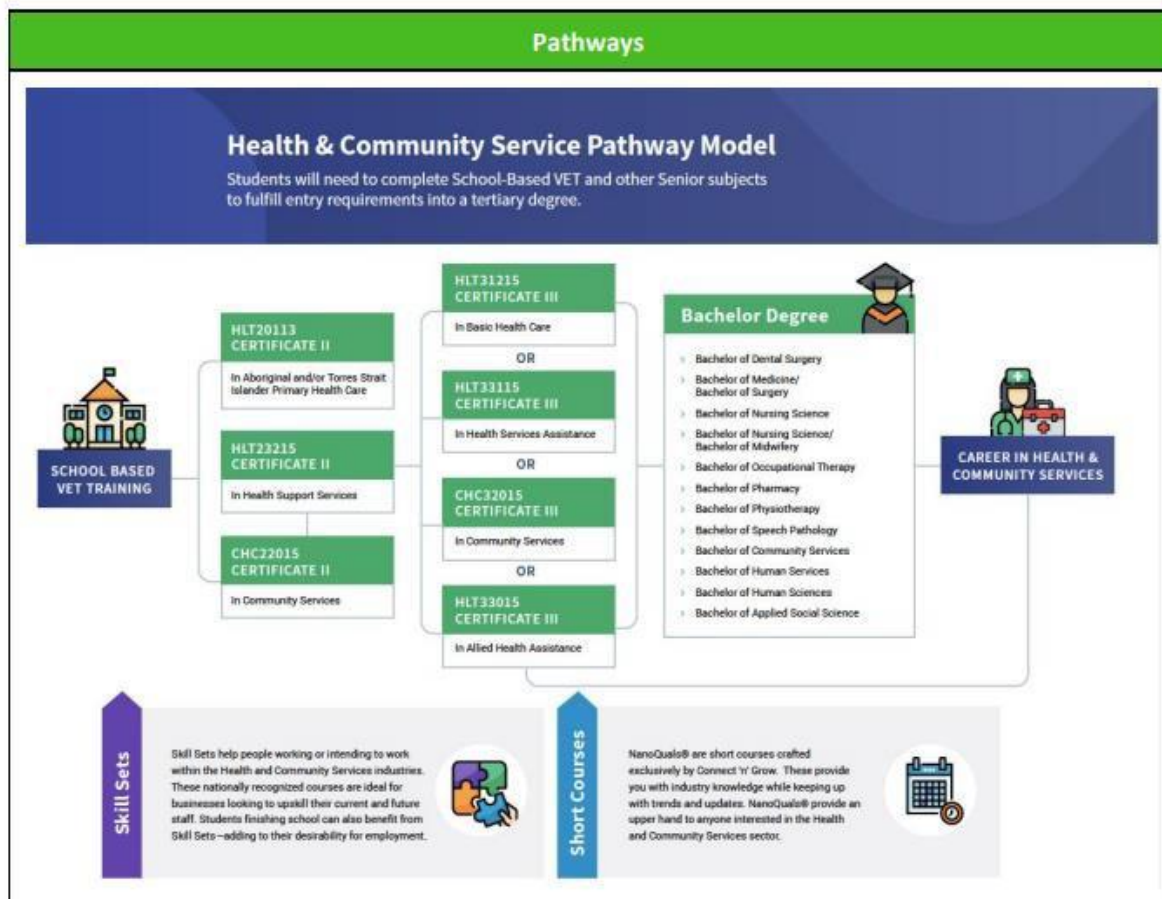 Pathways
Health & Community Service Pathway Model
Students will need to complete School-Based VET and other Senior subjects
to fulfill entry requirements into a tertiary degree.
SCHOOL BASED
VET TRAINING
HLT20113
CERTIFICATE II
In Aboriginal and/or Torres Strait
Islander Primary Health Care
HLT23215
CERTIFICATE II
In Health Support Services
CHC22015
CERTIFICATE II
In Community Services
HLT31215
CERTIFICATE III
In Basic Health Care
OR
HLT33115
CERTIFICATE III
In Health Services Assistance
OR
CHC32015
CERTIFICATE III
In Community Services
OR
HLT33015
CERTIFICATE III
In Allied Health Assistance
Bachelor Degree
Bachelor of Dental Surgery
Bachelor of Medicine/
Bachelor of Surgery
Bachelor of Nursing Science
Bachelor of Nursing Science/
Bachelor of Midwifery
Bachelor of Occupational Therapy
Bachelor of Pharmacy
Bachelor of Physiotherapy
Bachelor of Speech Pathology
Bachelor of Community Services
Bachelor of Human Services
Bachelor of Human Sciences
Bachelor of Applied Social Science
CAREER IN HEALTH &
COMMUNITY SERVICES
Skill Sets
Skill Sets help people working or intending to work
within the Health and Community Services industries.
These nationally recognized courses are ideal for
businesses looking to upskill their current and future
staff. Students finishing school can also benefit from
Skill Sets—adding to their desirability for employment.
Short Courses
NanoQuals® are short courses crafted
exclusively by Connect 'n' Grow. These provide
you with industry knowledge while keeping up
with trends and updates. NanoQuals® provide an
upper hand to anyone interested in the Health
and Community Services sector.